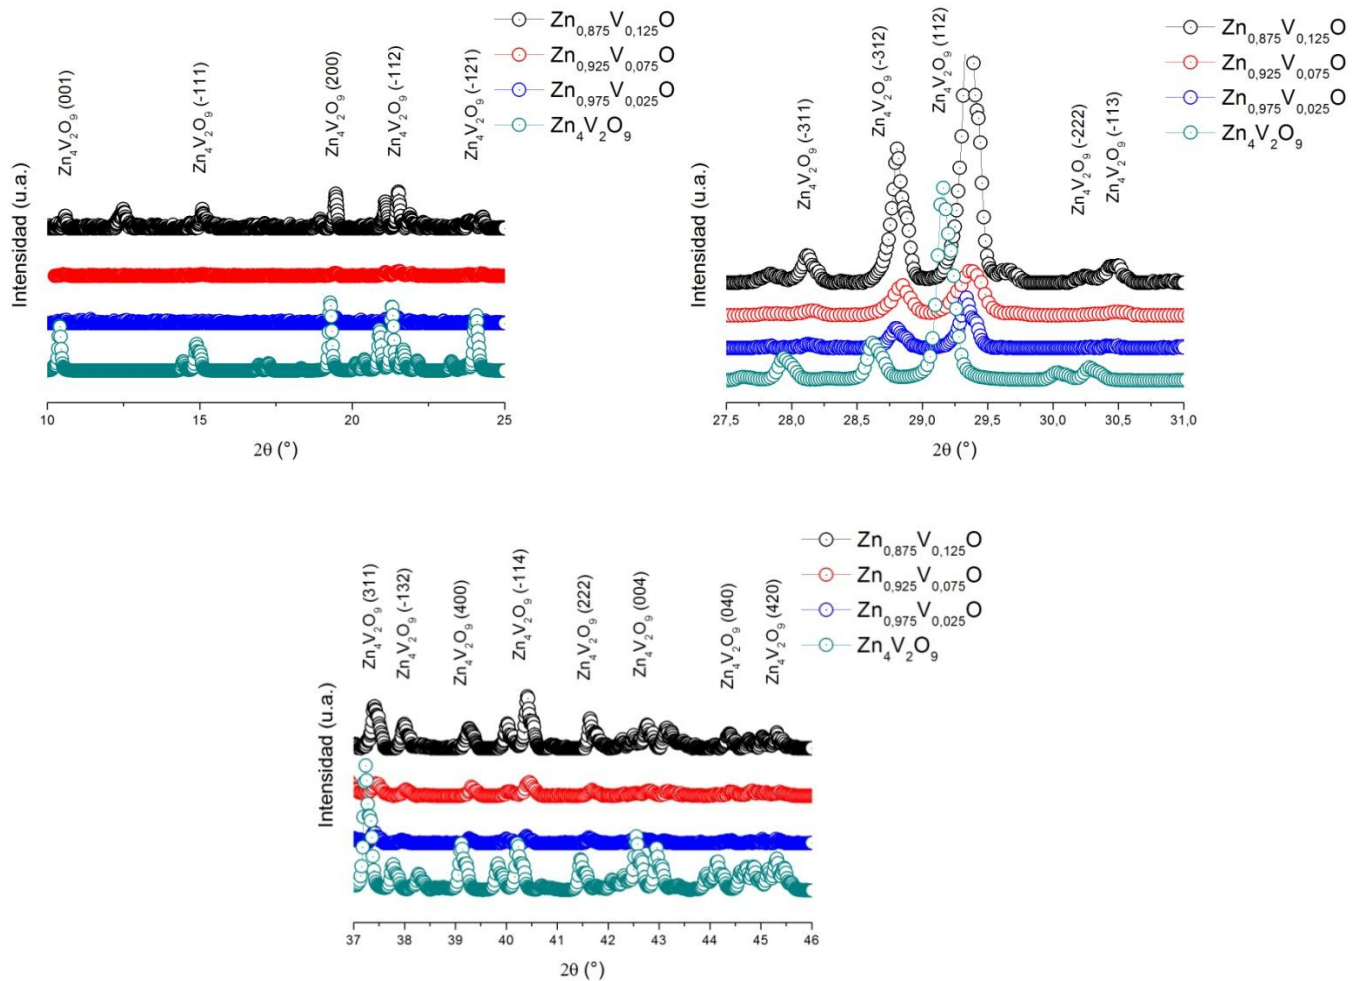 Zn0,875V0,125O
Zn0,925V0,075O
Zn0,975V0,025O
Zn4V2O9
Zn4V2O9 (001)
Zn4V2O9 (-111)
Zn4V2O9 (200)
Zn4V2O9 (-112)
Zn4V2O9 (-121)
Intensidad (u.a.)
10 15 20 25
2θ (°)
Zn0,875V0,125O
Zn0,925V0,075O
Zn0,975V0,025O
Zn4V2O9
Zn4V2O9 (-311)
Zn4V2O9 (-312)
Zn4V2O9 (112)
Zn4V2O9 (-222)
Zn4V2O9 (-113)
Intensidad (u.a.)
27,5 28,0 28,5 29,0 29,5 30,0 30,5 31,0
2θ (°)
Zn0,875V0,125O
Zn0,925V0,075O
Zn0,975V0,025O
Zn4V2O9
Zn4V2O9 (311)
Zn4V2O9 (-132)
Zn4V2O9 (400)
Zn4V2O9 (-114)
Zn4V2O9 (222)
Zn4V2O9 (004)
Zn4V2O9 (040)
Zn4V2O9 (420)
Intensidad (u.a.)
37 38 39 40 41 42 43 44 45 46
2θ (°)